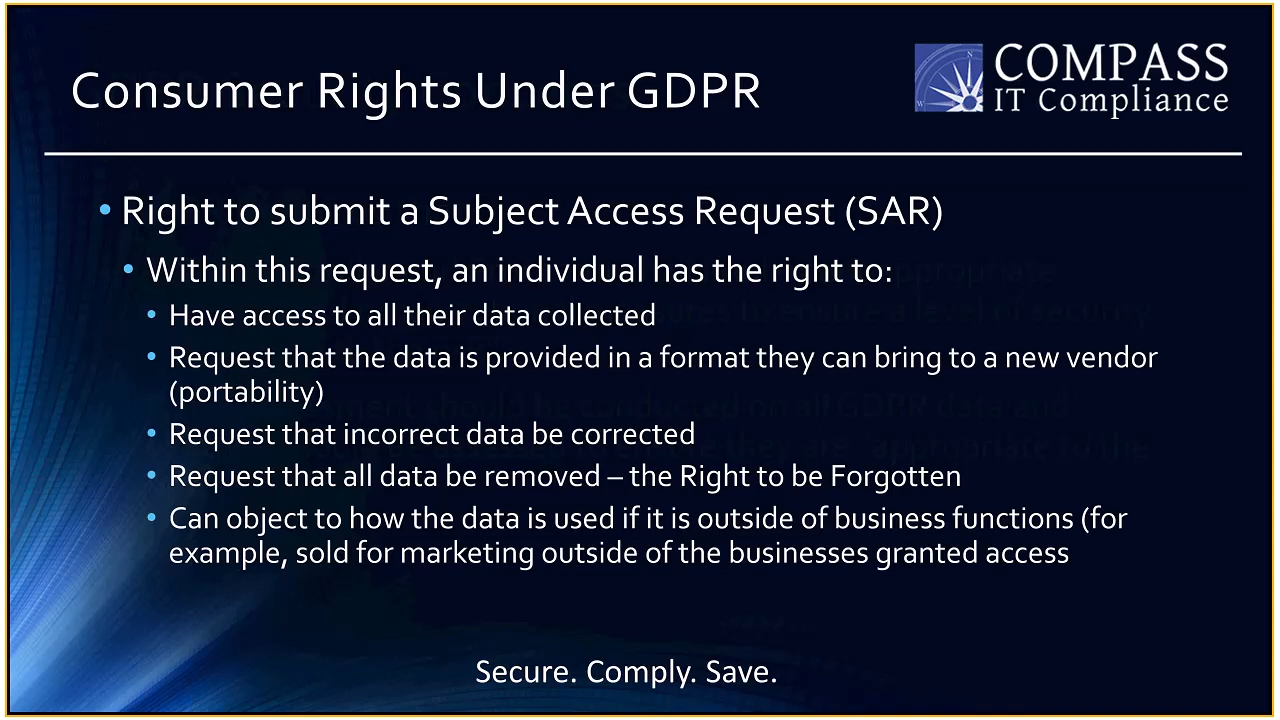 Consumer Rights Under GDPR
COMPASS
IT Compliance
• Right to submit a Subject Access Request (SAR)
• Within this request, an individual has the right to:
• Have access to all their data collected
• Request that the data is provided in a format they can bring to a new vendor
(portability)
• Request that incorrect data be corrected
• Request that all data be removed – the Right to be Forgotten
• Can object to how the data is used if it is outside of business functions (for
example, sold for marketing outside of the businesses granted access
Secure. Comply. Save.